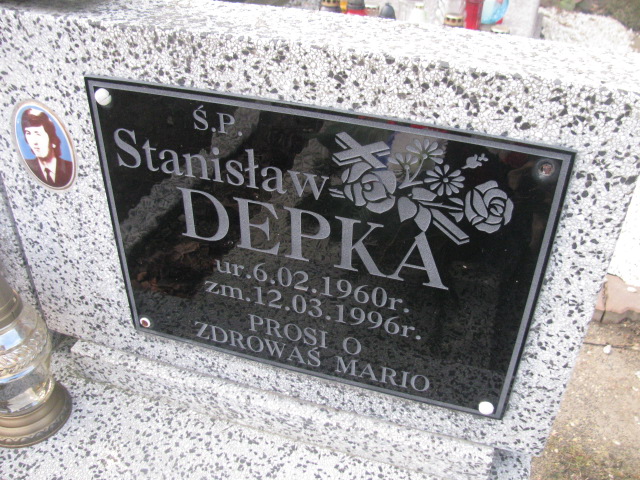 Ś.P.
Stanisław
DEPKA
ur.6.02.1960r.
zm.12.03.1996r.
PROSI O
ZDROWAŚ MARIO